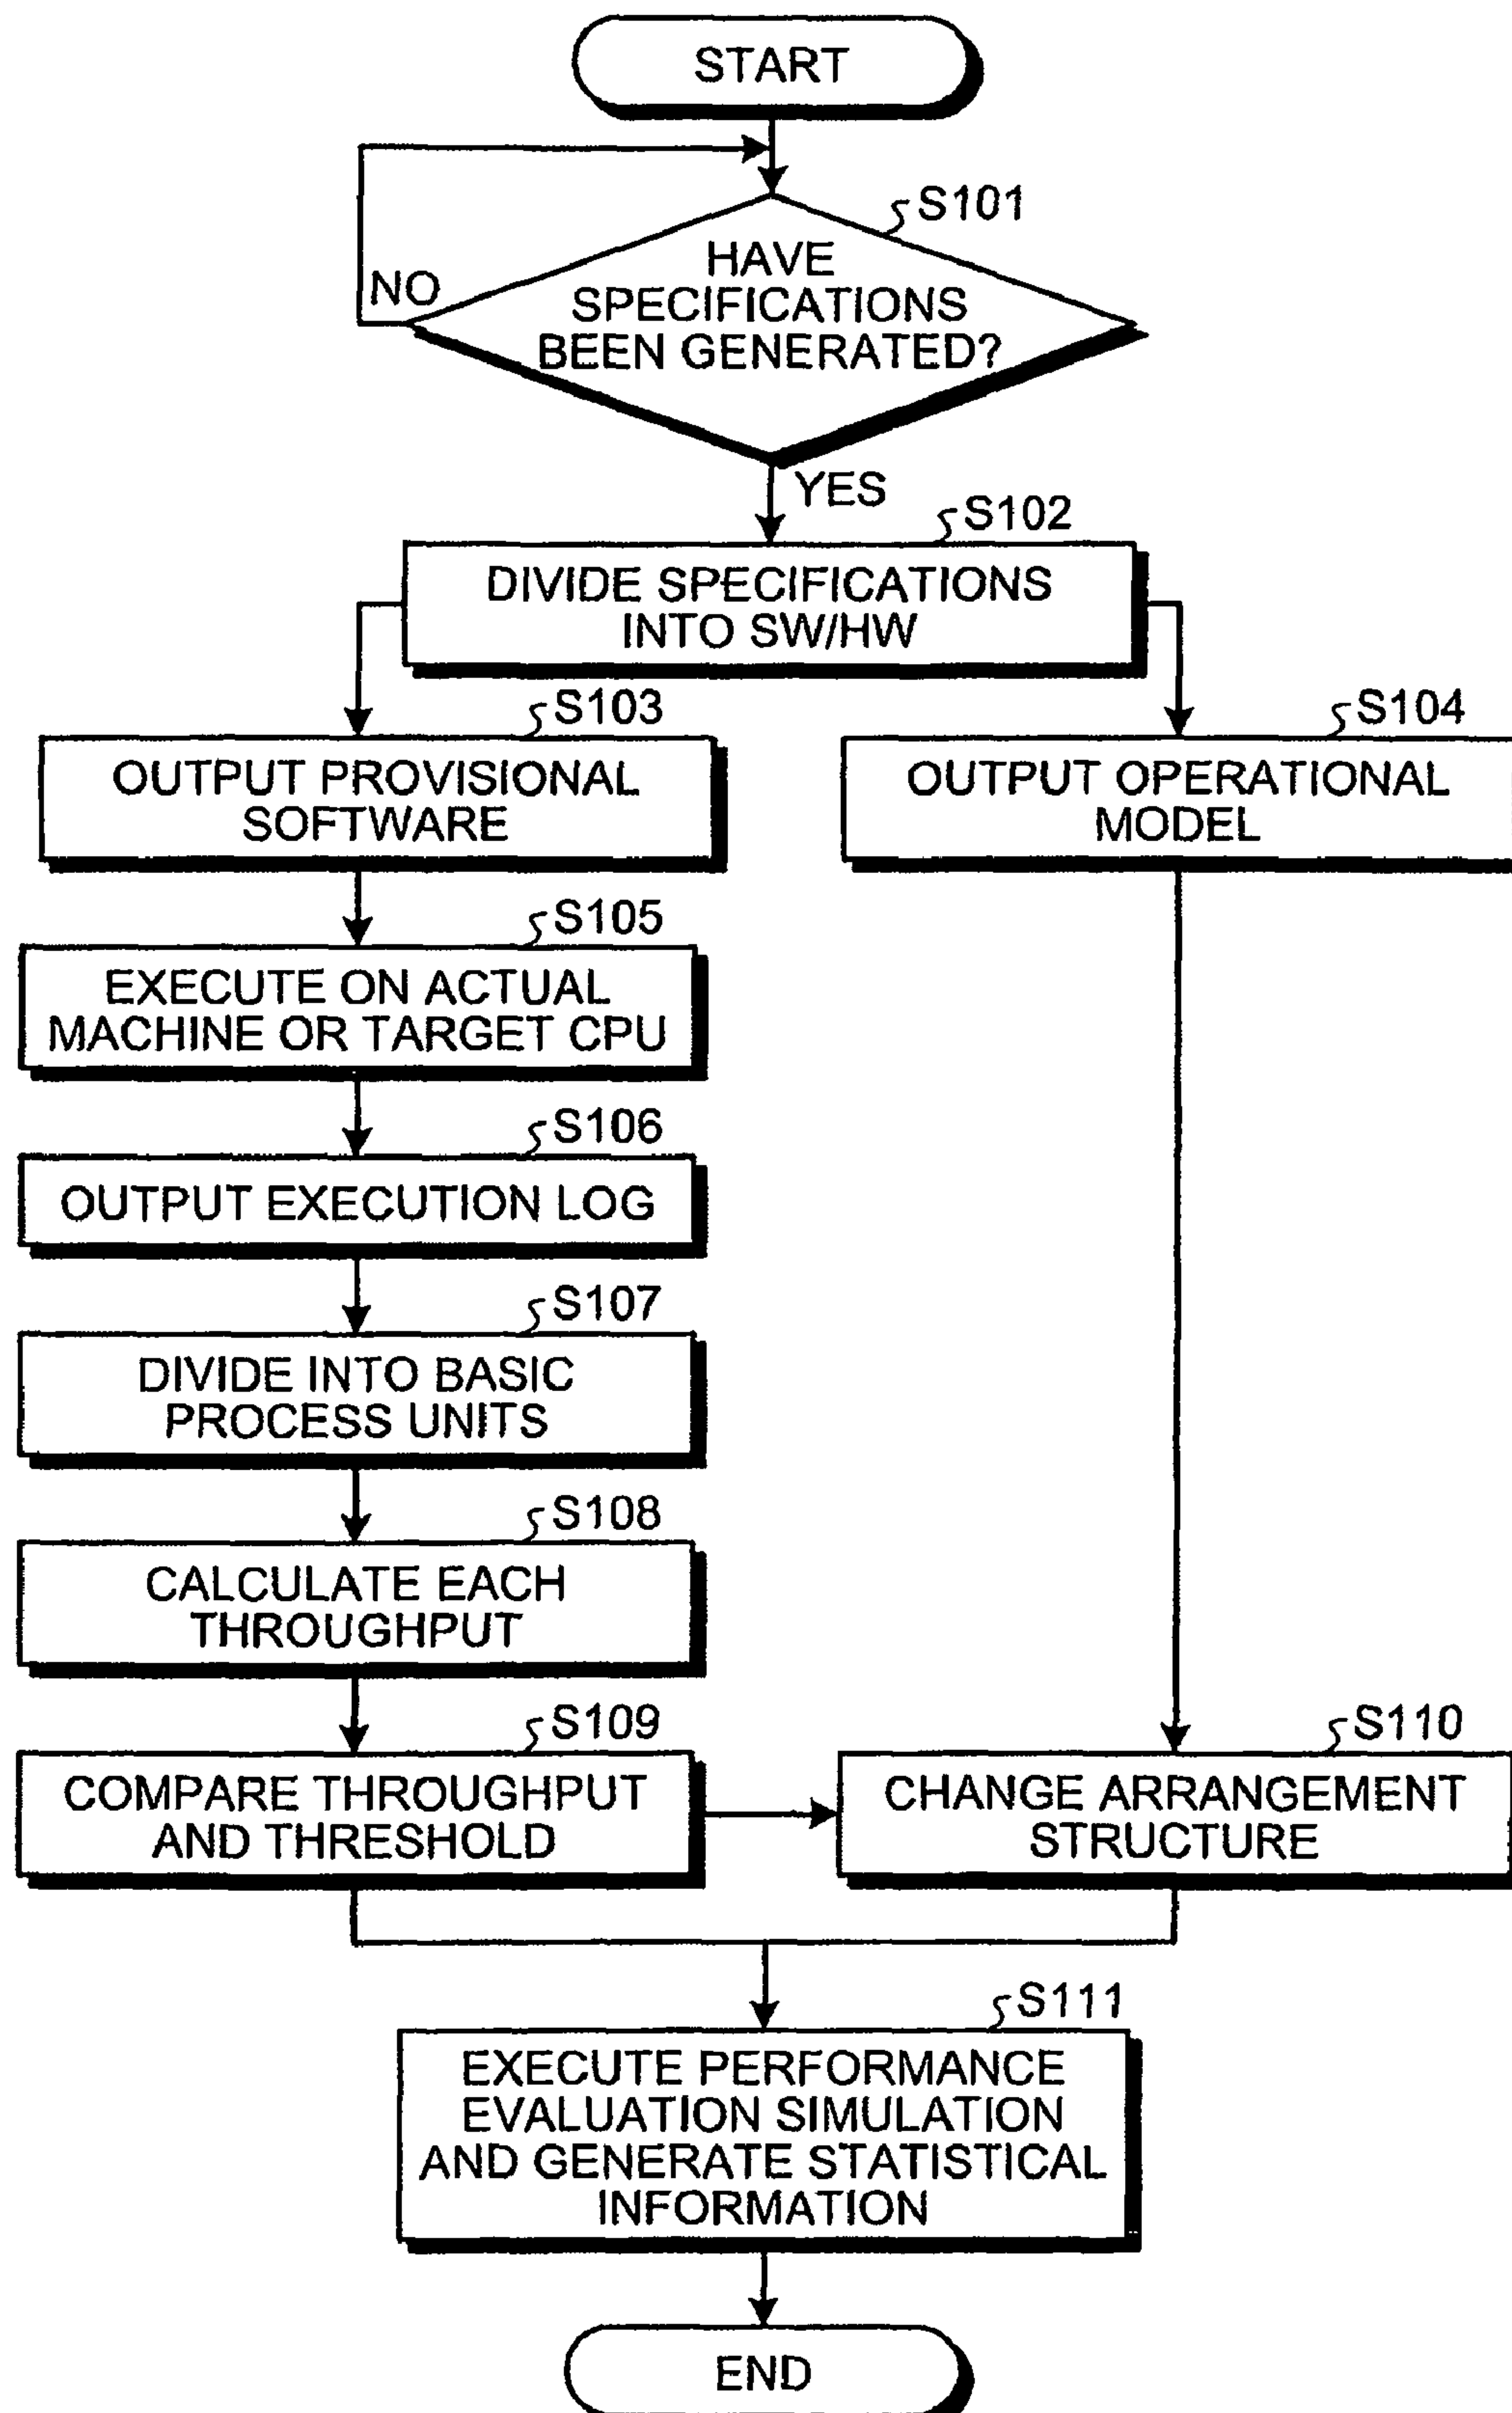 START
S101
HAVE
SPECIFICATIONS
BEEN GENERATED?
NO
YES
S102
DIVIDE SPECIFICATIONS
INTO SW/HW
S103
OUTPUT PROVISIONAL
SOFTWARE
S104
OUTPUT OPERATIONAL
MODEL
S105
EXECUTE ON ACTUAL
MACHINE OR TARGET CPU
S106
OUTPUT EXECUTION LOG
S107
DIVIDE INTO BASIC
PROCESS UNITS
S108
CALCULATE EACH
THROUGHPUT
S109
COMPARE THROUGHPUT
AND THRESHOLD
S110
CHANGE ARRANGEMENT
STRUCTURE
S111
EXECUTE PERFORMANCE
EVALUATION SIMULATION
AND GENERATE STATISTICAL
INFORMATION
END